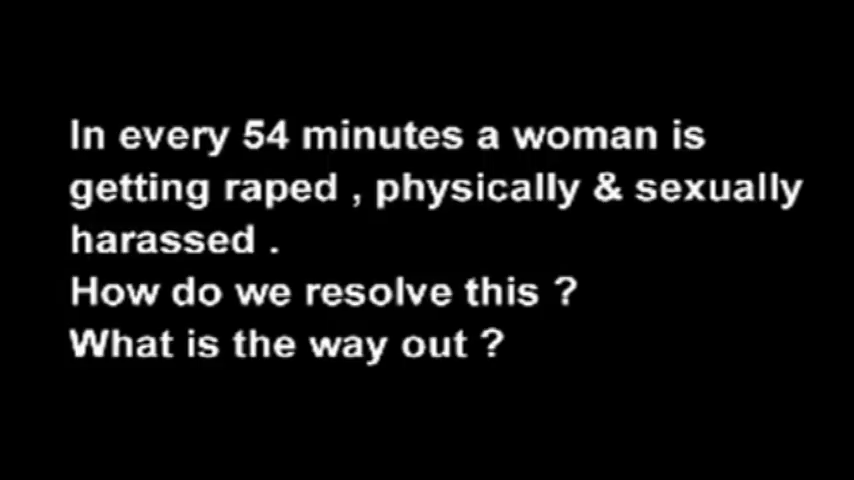 In every 54 minutes a woman is
getting raped , physically & sexually
harassed .
How do we resolve this ?
What is the way out ?